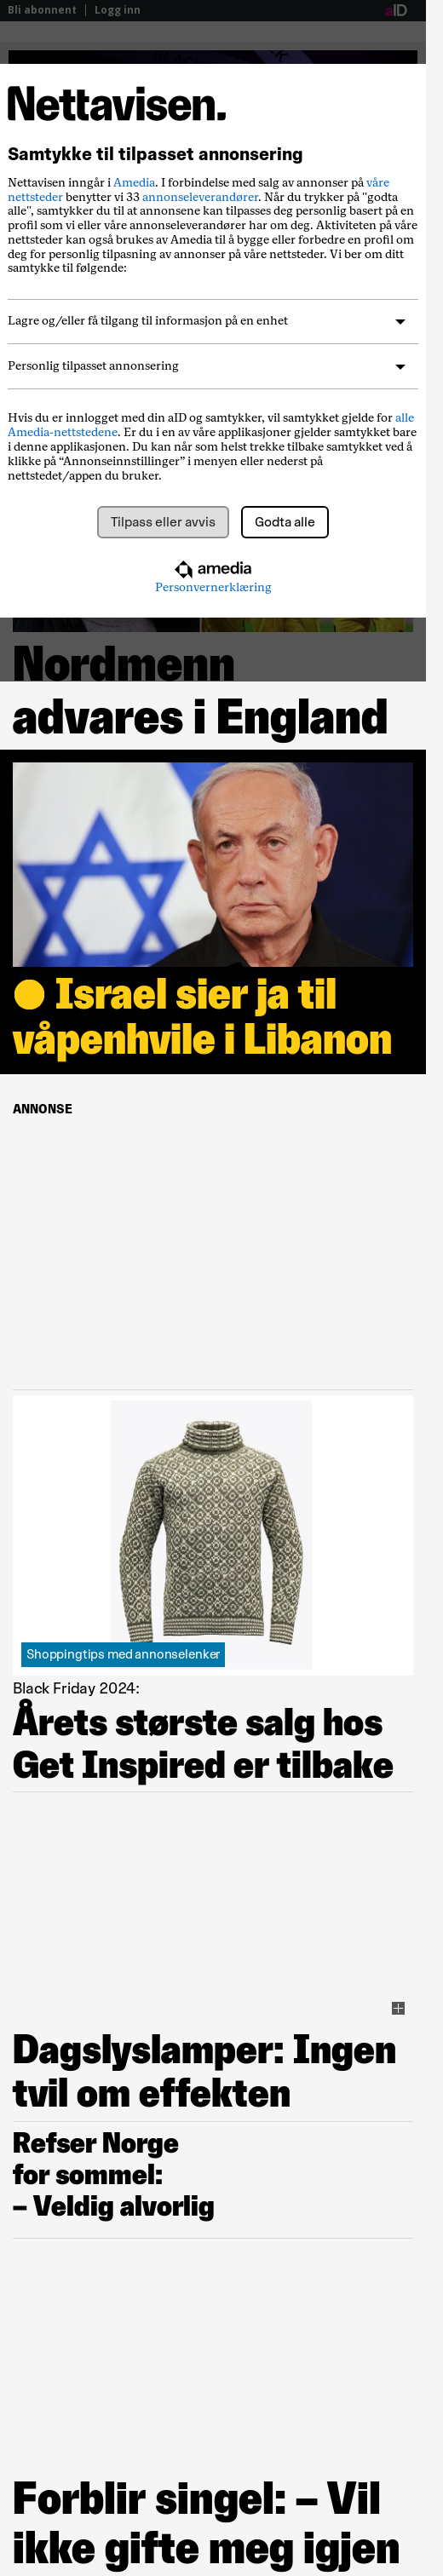 Bli abonnent | Logg inn
aID
Nettavisen.
Samtykke til tilpasset annonsering
Nettavisen inngår i Amedia. I forbindelse med salg av annonser på våre
nettsteder benytter vi 33 annonseleverandører. Når du trykker på "godta
alle", samtykker du til at annonsene kan tilpasses deg personlig basert på en
profil som vi eller våre annonseleverandører har om deg. Aktiviteten på våre
nettsteder kan også brukes av Amedia til å bygge eller forbedre en profil om
deg for personlig tilpasning av annonser på våre nettsteder. Vi ber om ditt
samtykke til følgende:
Lagre og/eller få tilgang til informasjon på en enhet
Personlig tilpasset annonsering
Hvis du er innlogget med din aID og samtykker, vil samtykket gjelde for alle
Amedia-nettstedene. Er du i en av våre applikasjoner gjelder samtykket bare
i denne applikasjonen. Du kan når som helst trekke tilbake samtykket ved å
klikke på “Annonseinnstillinger” i menyen eller nederst på
nettstedet/appen du bruker.
Tilpass eller avvis
Godta alle
amedia
Personvernerklæring
Nordmenn
advares i England
Israel sier ja til
våpenhvile i Libanon
ANNONSE
Shoppingtips med annonselenker
Black Friday 2024:
Årets største salg hos
Get Inspired er tilbake
Dagslyslamper: Ingen
tvil om effekten
Refser Norge
for sommel:
– Veldig alvorlig
Forblir singel: – Vil
ikke gifte meg igjen